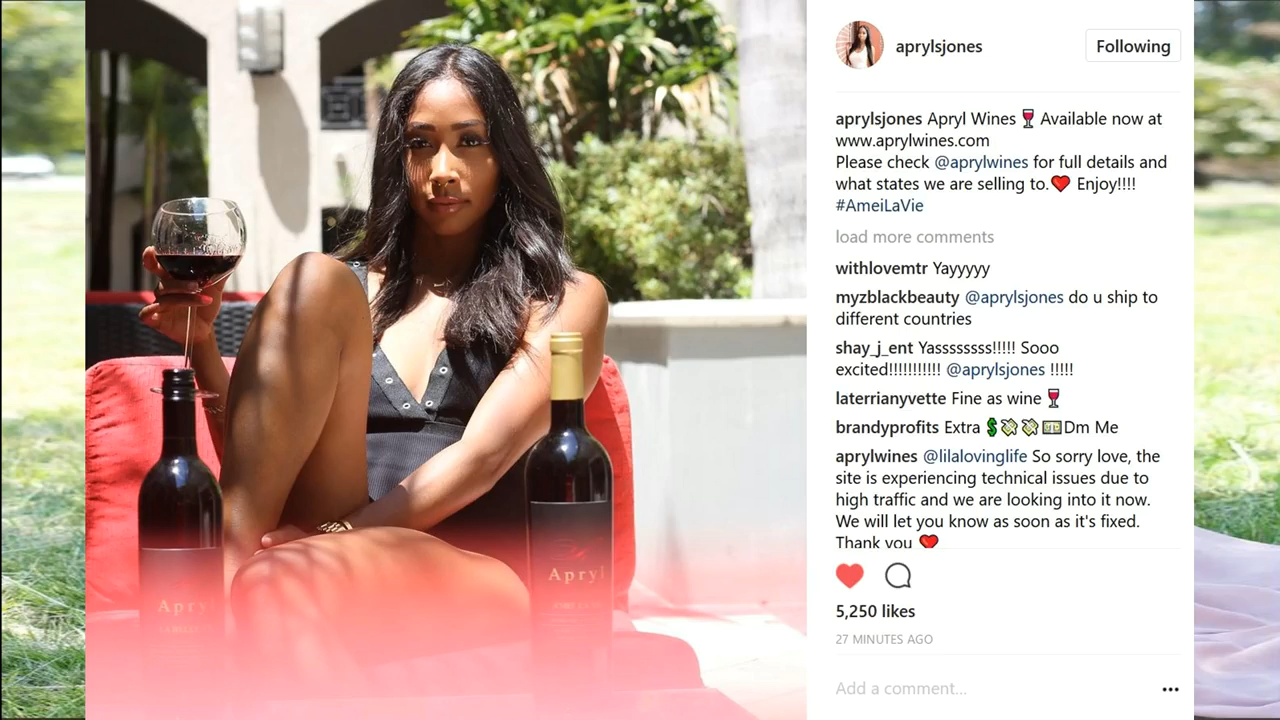 aprylsjones
Following
aprylsjones Apryl Wines🍷Available now at
www.aprylwines.com
Please check @aprylwines for full details and
what states we are selling to.❤️ Enjoy!!!!
#AmeiLaVie
load more comments
withlovemtr Yayyyyy
myzblackbeauty @aprylsjones do u ship to
different countries
shay_j_ent Yassssssss!!!!! Sooo
excited!!!!!!!!!!! @aprylsjones !!!!!
laterrianyvette Fine as wine🍷
brandyprofits Extra 💲💸💸💵Dm Me
aprylwines @lilalovinglife So sorry love, the
site is experiencing technical issues due to
high traffic and we are looking into it now.
We will let you know as soon as it's fixed.
Thank you ❤️
5,250 likes
27 MINUTES AGO
Add a comment...
Apryl
Apryl